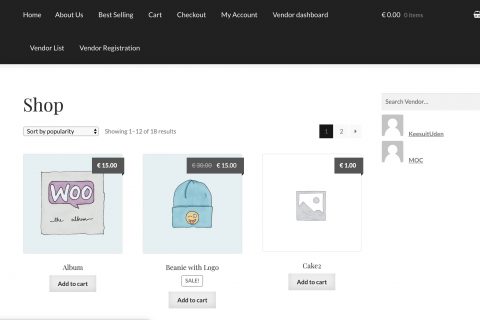 Home About Us Best Selling Cart Checkout My Account Vendor dashboard € 0.00 0 items
Vendor List Vendor Registration
Shop
Search Vendor...
Sort by popularity Showing 1–12 of 18 results 1 2
KeesuitUden
MOC
€ 15.00
€ 30.00 € 15.00
€ 1.00
WOO
the album
Album
Beanie with Logo
Cake2
SALE!
Add to cart
Add to cart
Add to cart